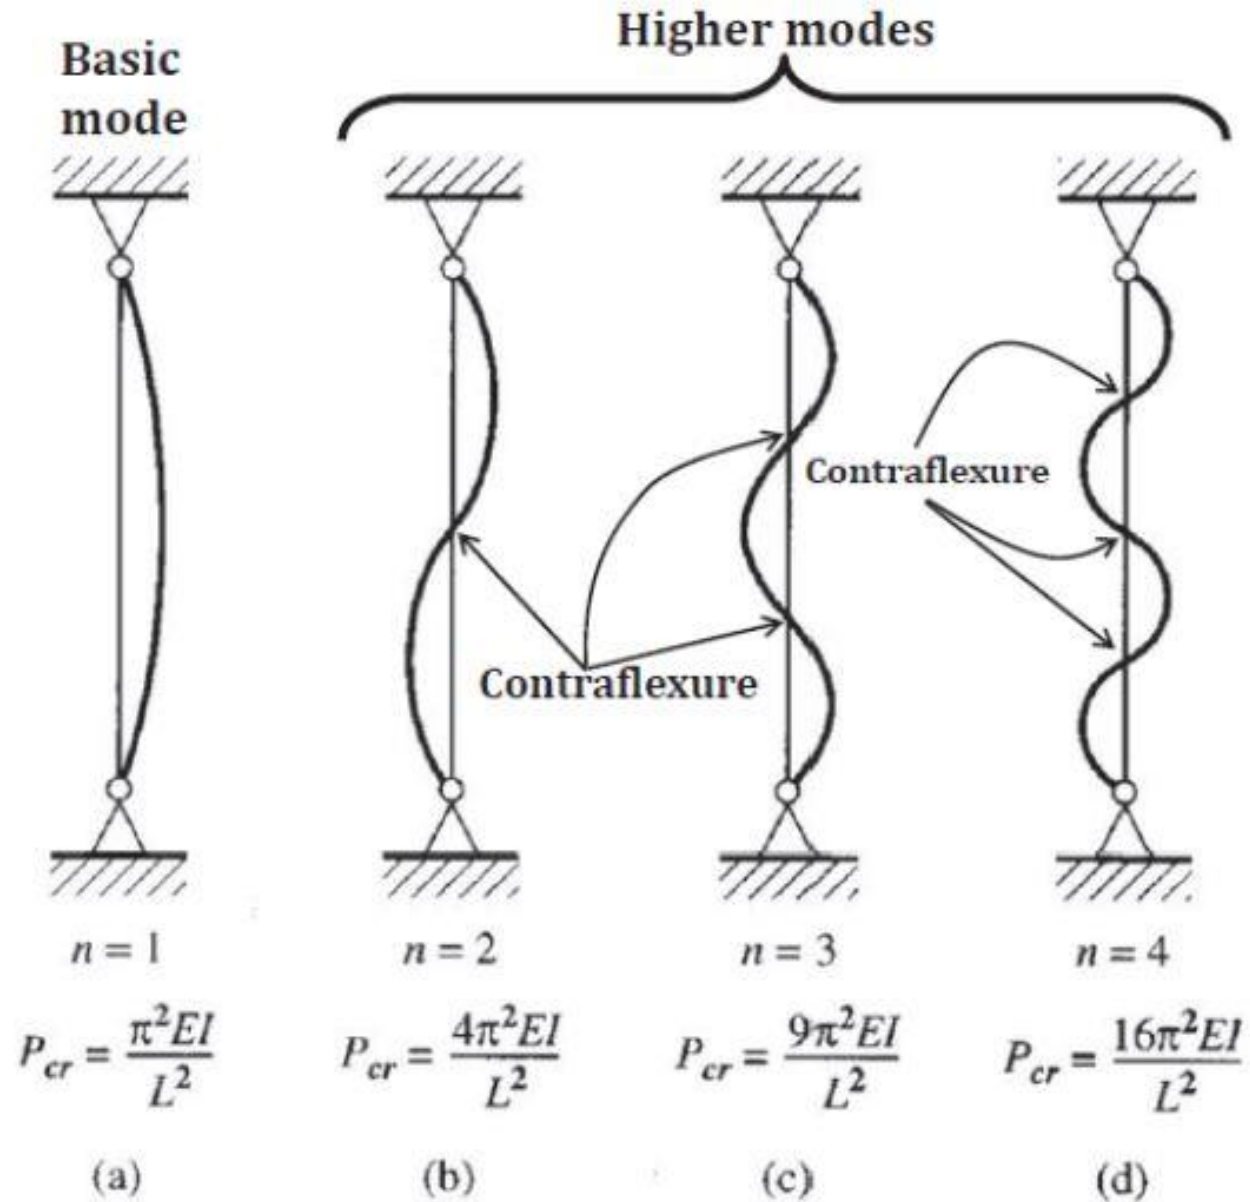 Basic
mode
Higher modes
Contraflexure
Contraflexure
n = 1
n = 2
n = 3
n = 4
P_cr = π²EI / L²
P_cr = 4π²EI / L²
P_cr = 9π²EI / L²
P_cr = 16π²EI / L²
(a)
(b)
(c)
(d)